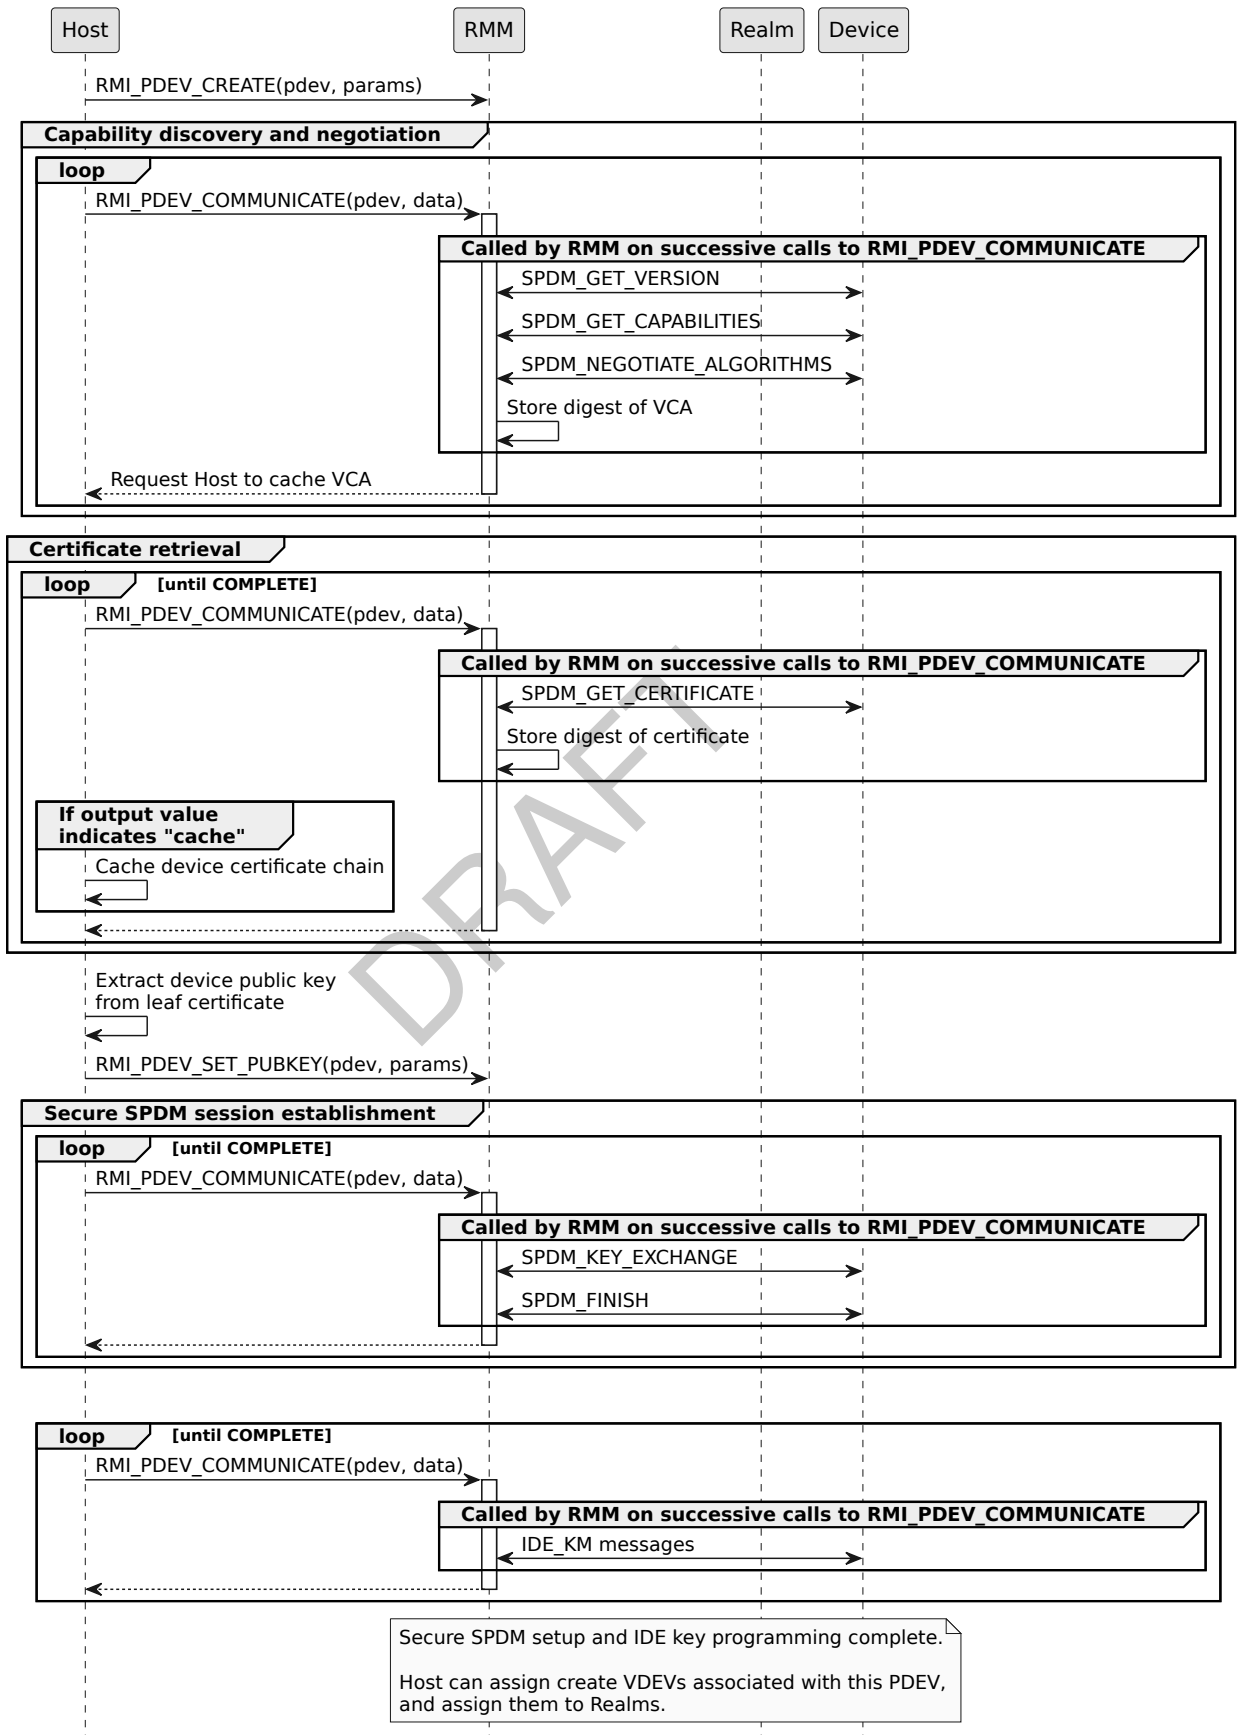 Host
RMM
Realm
Device
RMI_PDEV_CREATE(pdev, params)
Capability discovery and negotiation
loop
RMI_PDEV_COMMUNICATE(pdev, data)
Called by RMM on successive calls to RMI_PDEV_COMMUNICATE
SPDM_GET_VERSION
SPDM_GET_CAPABILITIES
SPDM_NEGOTIATE_ALGORITHMS
Store digest of VCA
Request Host to cache VCA
Certificate retrieval
loop [until COMPLETE]
RMI_PDEV_COMMUNICATE(pdev, data)
Called by RMM on successive calls to RMI_PDEV_COMMUNICATE
SPDM_GET_CERTIFICATE
Store digest of certificate
If output value
indicates "cache"
Cache device certificate chain
DRAFT
Extract device public key
from leaf certificate
RMI_PDEV_SET_PUBKEY(pdev, params)
Secure SPDM session establishment
loop [until COMPLETE]
RMI_PDEV_COMMUNICATE(pdev, data)
Called by RMM on successive calls to RMI_PDEV_COMMUNICATE
SPDM_KEY_EXCHANGE
SPDM_FINISH
loop [until COMPLETE]
RMI_PDEV_COMMUNICATE(pdev, data)
Called by RMM on successive calls to RMI_PDEV_COMMUNICATE
IDE_KM messages
Secure SPDM setup and IDE key programming complete.
Host can assign create VDEVs associated with this PDEV,
and assign them to Realms.